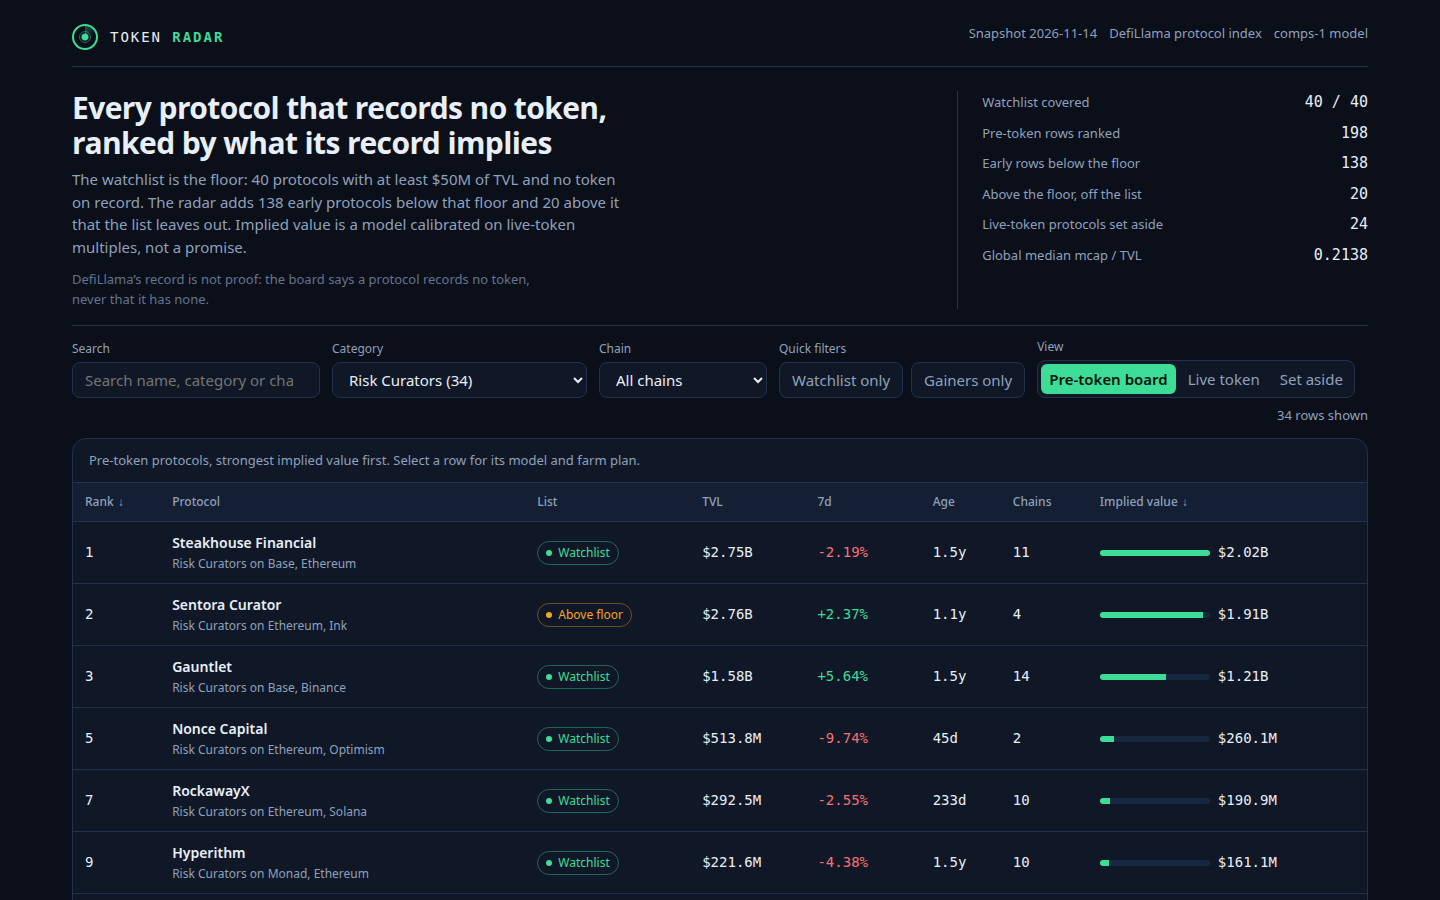 TOKEN RADAR
Snapshot 2026-11-14 DefiLlama protocol index comps-1 model
Every protocol that records no token,
ranked by what its record implies
The watchlist is the floor: 40 protocols with at least $50M of TVL and no token
on record. The radar adds 138 early protocols below that floor and 20 above it
that the list leaves out. Implied value is a model calibrated on live-token
multiples, not a promise.
DefiLlama’s record is not proof: the board says a protocol records no token,
never that it has none.
Watchlist covered 40 / 40
Pre-token rows ranked 198
Early rows below the floor 138
Above the floor, off the list 20
Live-token protocols set aside 24
Global median mcap / TVL 0.2138
Search Category Chain Quick filters View
Search name, category or cha Risk Curators (34) All chains Watchlist only Gainers only Pre-token board Live token Set aside
34 rows shown
Pre-token protocols, strongest implied value first. Select a row for its model and farm plan.
Rank ↓ Protocol List TVL 7d Age Chains Implied value ↓
1 Steakhouse Financial Watchlist $2.75B -2.19% 1.5y 11 $2.02B
Risk Curators on Base, Ethereum
2 Sentora Curator Above floor $2.76B +2.37% 1.1y 4 $1.91B
Risk Curators on Ethereum, Ink
3 Gauntlet Watchlist $1.58B +5.64% 1.5y 14 $1.21B
Risk Curators on Base, Binance
5 Nonce Capital Watchlist $513.8M -9.74% 45d 2 $260.1M
Risk Curators on Ethereum, Optimism
7 RockawayX Watchlist $292.5M -2.55% 233d 10 $190.9M
Risk Curators on Ethereum, Solana
9 Hyperithm Watchlist $221.6M -4.38% 1.5y 10 $161.1M
Risk Curators on Monad, Ethereum